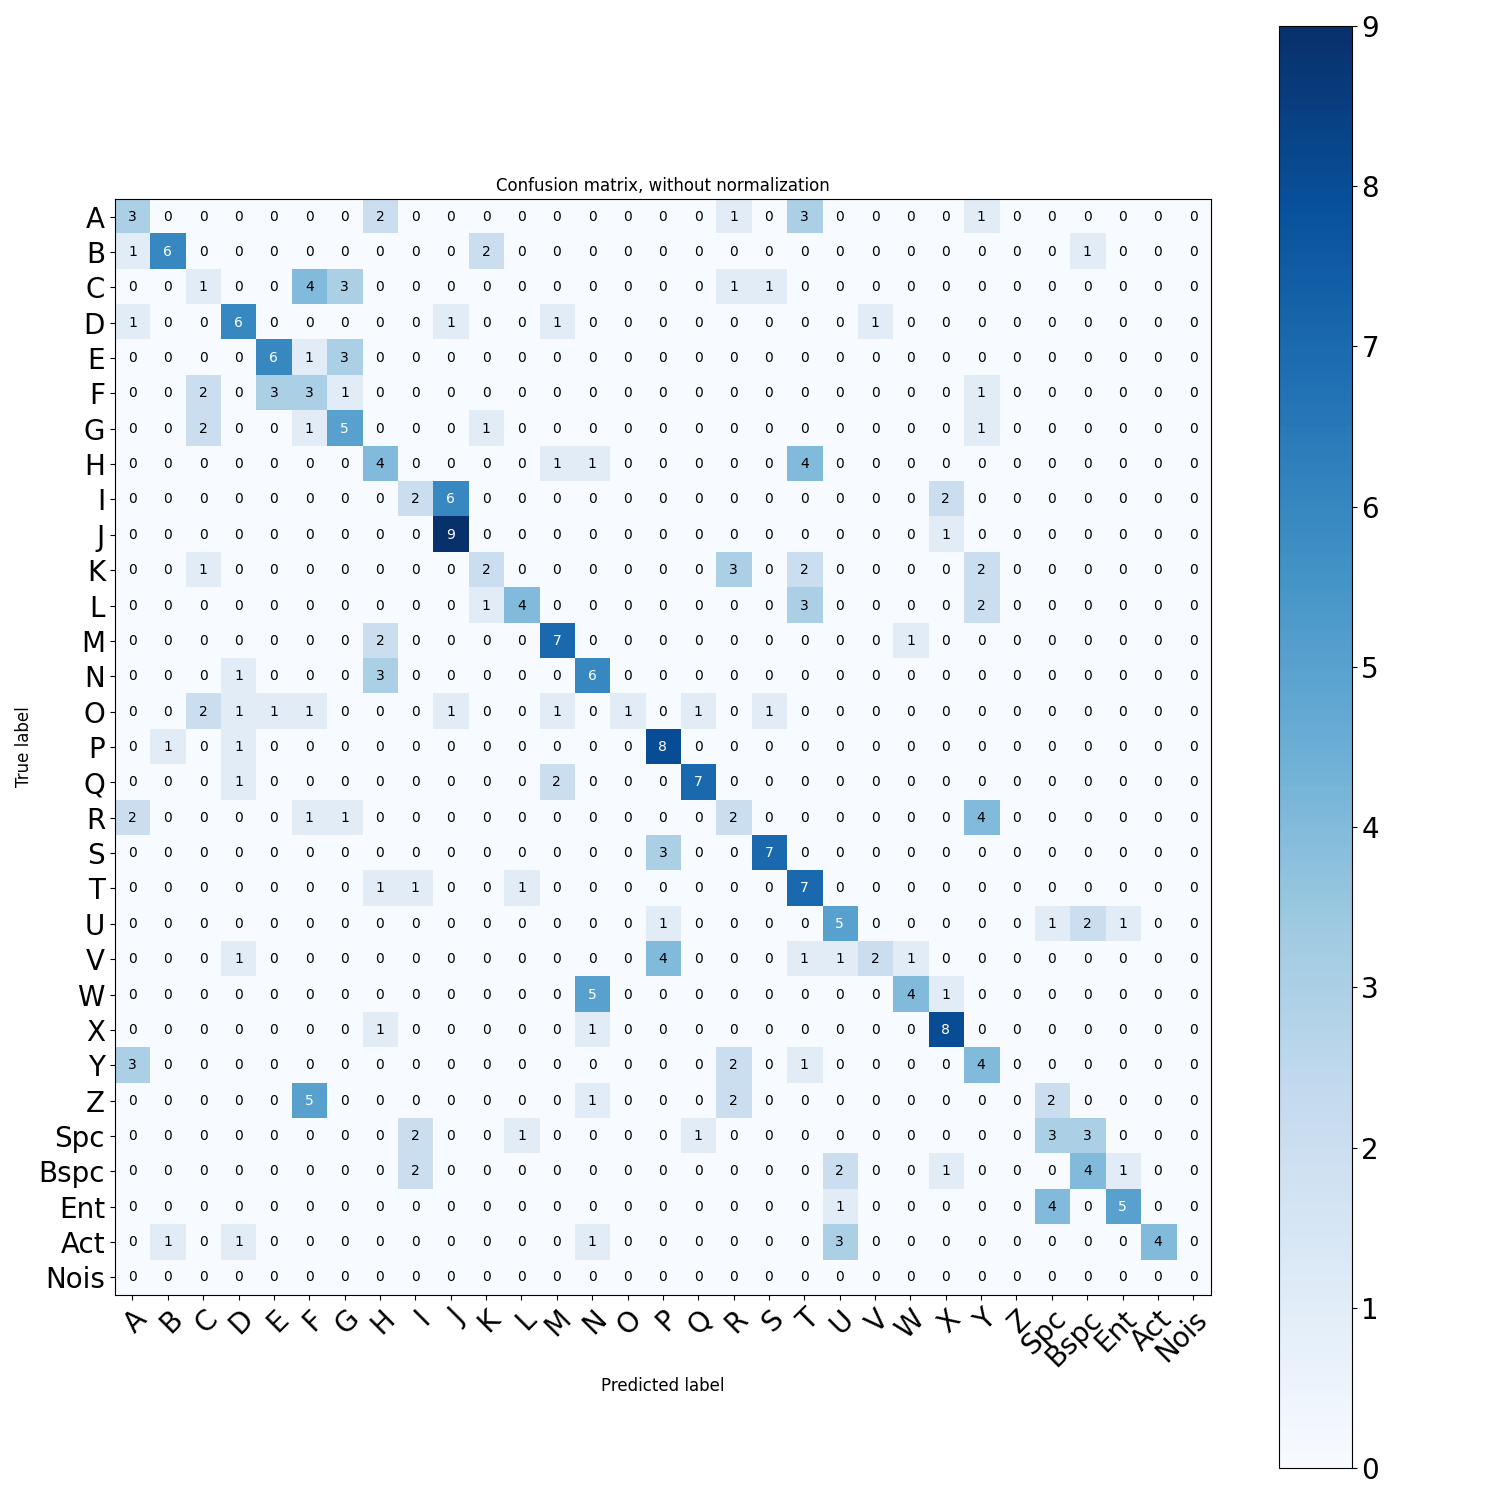 Confusion matrix, without normalization
A 3 0 0 0 0 0 0 2 0 0 0 0 0 0 0 0 0 1 0 3 0 0 0 0 1 0 0 0 0 0 0
B 1 6 0 0 0 0 0 0 0 0 2 0 0 0 0 0 0 0 0 0 0 0 0 0 0 0 0 1 0 0 0
C 0 0 1 0 0 4 3 0 0 0 0 0 0 0 0 0 0 1 1 0 0 0 0 0 0 0 0 0 0 0 0
D 1 0 0 6 0 0 0 0 0 1 0 0 1 0 0 0 0 0 0 0 0 1 0 0 0 0 0 0 0 0 0
E 0 0 0 0 6 1 3 0 0 0 0 0 0 0 0 0 0 0 0 0 0 0 0 0 0 0 0 0 0 0 0
F 0 0 2 0 3 3 1 0 0 0 0 0 0 0 0 0 0 0 0 0 0 0 0 0 1 0 0 0 0 0 0
G 0 0 2 0 0 1 5 0 0 0 1 0 0 0 0 0 0 0 0 0 0 0 0 0 1 0 0 0 0 0 0
H 0 0 0 0 0 0 0 4 0 0 0 0 1 1 0 0 0 0 0 4 0 0 0 0 0 0 0 0 0 0 0
I 0 0 0 0 0 0 0 0 2 6 0 0 0 0 0 0 0 0 0 0 0 0 0 2 0 0 0 0 0 0 0
J 0 0 0 0 0 0 0 0 0 9 0 0 0 0 0 0 0 0 0 0 0 0 0 1 0 0 0 0 0 0 0
K 0 0 1 0 0 0 0 0 0 0 2 0 0 0 0 0 0 3 0 2 0 0 0 0 2 0 0 0 0 0 0
L 0 0 0 0 0 0 0 0 0 0 1 4 0 0 0 0 0 0 0 3 0 0 0 0 2 0 0 0 0 0 0
M 0 0 0 0 0 0 0 2 0 0 0 0 7 0 0 0 0 0 0 0 0 0 1 0 0 0 0 0 0 0 0
N 0 0 0 1 0 0 0 3 0 0 0 0 0 6 0 0 0 0 0 0 0 0 0 0 0 0 0 0 0 0 0
O 0 0 2 1 1 1 0 0 0 1 0 0 1 0 1 0 1 0 1 0 0 0 0 0 0 0 0 0 0 0 0
P 0 1 0 1 0 0 0 0 0 0 0 0 0 0 0 8 0 0 0 0 0 0 0 0 0 0 0 0 0 0 0
Q 0 0 0 1 0 0 0 0 0 0 0 0 2 0 0 0 7 0 0 0 0 0 0 0 0 0 0 0 0 0 0
R 2 0 0 0 0 1 1 0 0 0 0 0 0 0 0 0 0 2 0 0 0 0 0 0 4 0 0 0 0 0 0
S 0 0 0 0 0 0 0 0 0 0 0 0 0 0 0 3 0 0 7 0 0 0 0 0 0 0 0 0 0 0 0
T 0 0 0 0 0 0 0 1 1 0 0 1 0 0 0 0 0 0 0 7 0 0 0 0 0 0 0 0 0 0 0
U 0 0 0 0 0 0 0 0 0 0 0 0 0 0 0 1 0 0 0 0 5 0 0 0 0 0 1 2 1 0 0
V 0 0 0 1 0 0 0 0 0 0 0 0 0 0 0 4 0 0 0 1 1 2 1 0 0 0 0 0 0 0 0
W 0 0 0 0 0 0 0 0 0 0 0 0 0 5 0 0 0 0 0 0 0 0 4 1 0 0 0 0 0 0 0
X 0 0 0 0 0 0 0 1 0 0 0 0 0 1 0 0 0 0 0 0 0 0 0 8 0 0 0 0 0 0 0
Y 3 0 0 0 0 0 0 0 0 0 0 0 0 0 0 0 0 2 0 1 0 0 0 0 4 0 0 0 0 0 0
Z 0 0 0 0 0 5 0 0 0 0 0 0 0 1 0 0 0 2 0 0 0 0 0 0 0 0 2 0 0 0 0
Spc 0 0 0 0 0 0 0 0 2 0 0 1 0 0 0 0 1 0 0 0 0 0 0 0 0 0 3 3 0 0 0
Bspc 0 0 0 0 0 0 0 0 2 0 0 0 0 0 0 0 0 0 0 0 2 0 0 1 0 0 0 4 1 0 0
Ent 0 0 0 0 0 0 0 0 0 0 0 0 0 0 0 0 0 0 0 0 1 0 0 0 0 0 4 0 5 0 0
Act 0 1 0 1 0 0 0 0 0 0 0 0 0 1 0 0 0 0 0 0 3 0 0 0 0 0 0 0 0 4 0
Nois 0 0 0 0 0 0 0 0 0 0 0 0 0 0 0 0 0 0 0 0 0 0 0 0 0 0 0 0 0 0 0
A B C D E F G H I J K L M N O P Q R S T U V W X Y Z Spc Bspc Ent Act Nois
Predicted label
True label
9
8
7
6
5
4
3
2
1
0